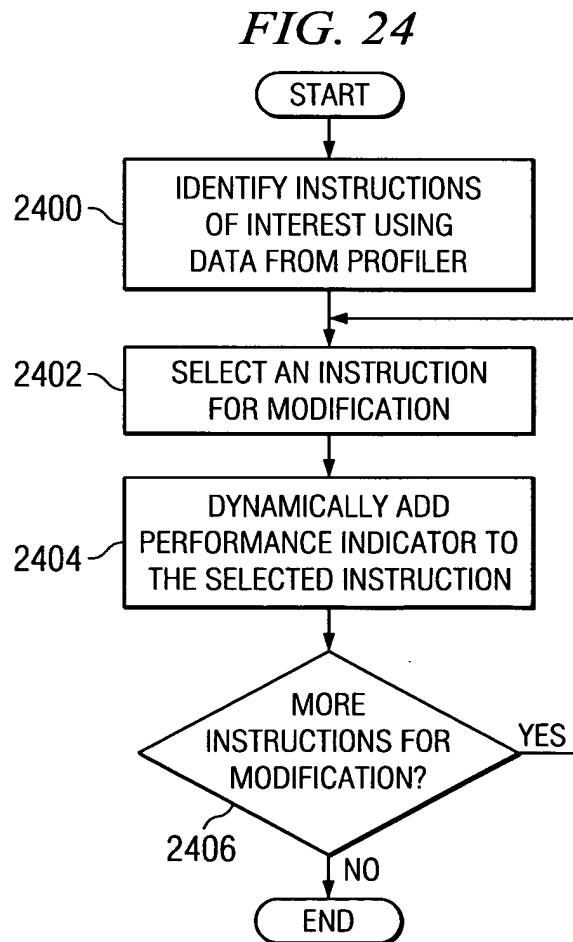 FIG. 24
START
2400
IDENTIFY INSTRUCTIONS
OF INTEREST USING
DATA FROM PROFILER
2402
SELECT AN INSTRUCTION
FOR MODIFICATION
2404
DYNAMICALLY ADD
PERFORMANCE INDICATOR TO
THE SELECTED INSTRUCTION
MORE
INSTRUCTIONS FOR
MODIFICATION?
YES
2406
NO
END